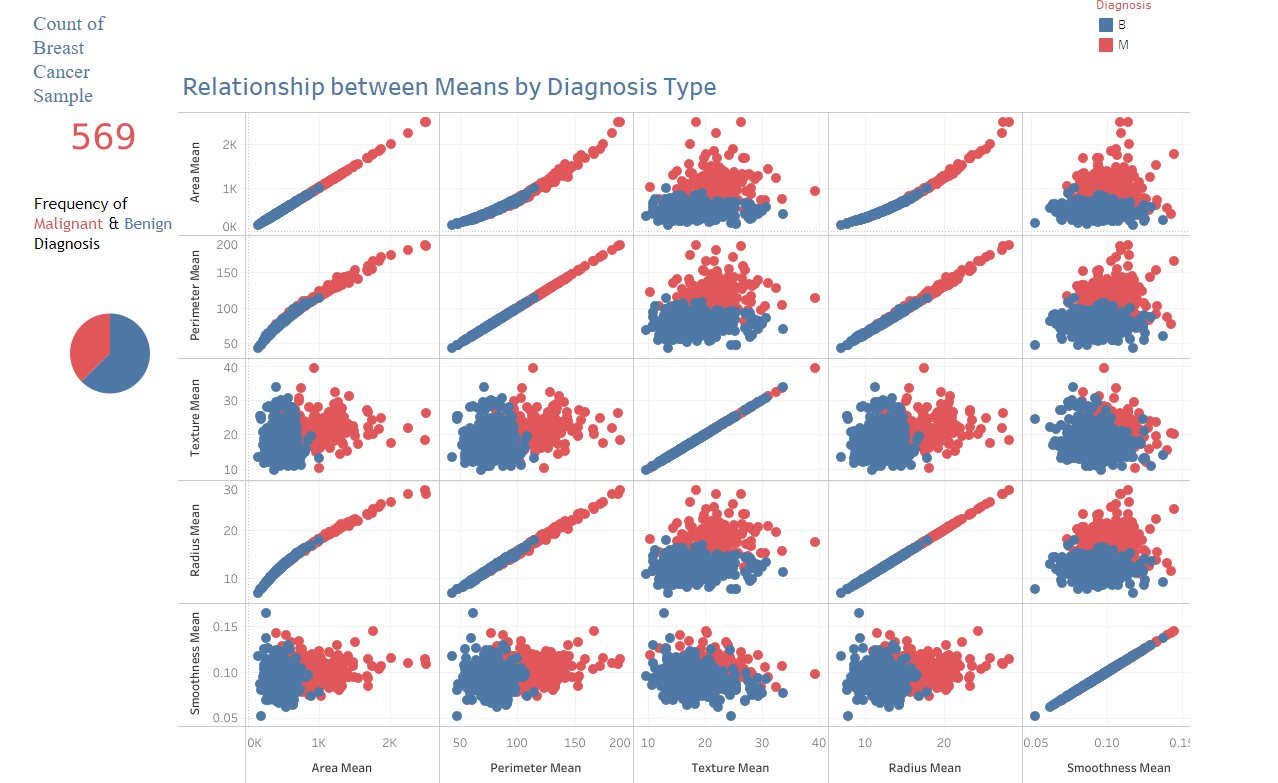 Diagnosis
B
M
Count of
Breast
Cancer
Sample
569
Frequency of
Malignant & Benign
Diagnosis
Relationship between Means by Diagnosis Type
Area Mean
2K
1K
0K
Perimeter Mean
200
150
100
50
Texture Mean
40
30
20
10
Radius Mean
30
20
10
Smoothness Mean
0.15
0.10
0.05
0K 1K 2K
50 100 150 200
10 20 30 40
10 20
0.05 0.10 0.15
Area Mean
Perimeter Mean
Texture Mean
Radius Mean
Smoothness Mean